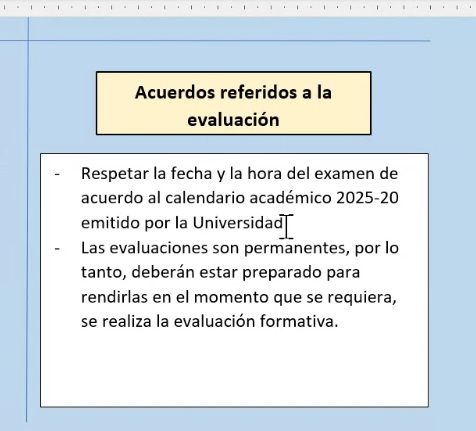 Acuerdos referidos a la
evaluación
- Respetar la fecha y la hora del examen de
acuerdo al calendario académico 2025-20
emitido por la Universidad
- Las evaluaciones son permanentes, por lo
tanto, deberán estar preparado para
rendirlas en el momento que se requiera,
se realiza la evaluación formativa.